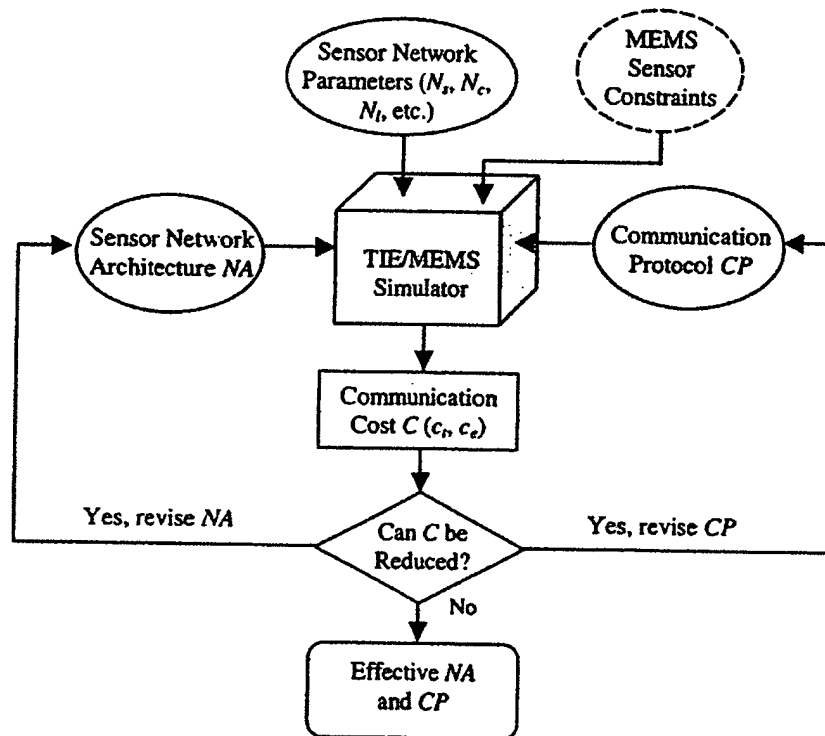 Sensor Network
Parameters (Ns, Nc,
Nl, etc.)
MEMS
Sensor
Constraints
Sensor Network
Architecture NA
TIE/MEMS
Simulator
Communication
Protocol CP
Communication
Cost C (ct, ce)
Yes, revise NA
Can C be
Reduced?
Yes, revise CP
No
Effective NA
and CP